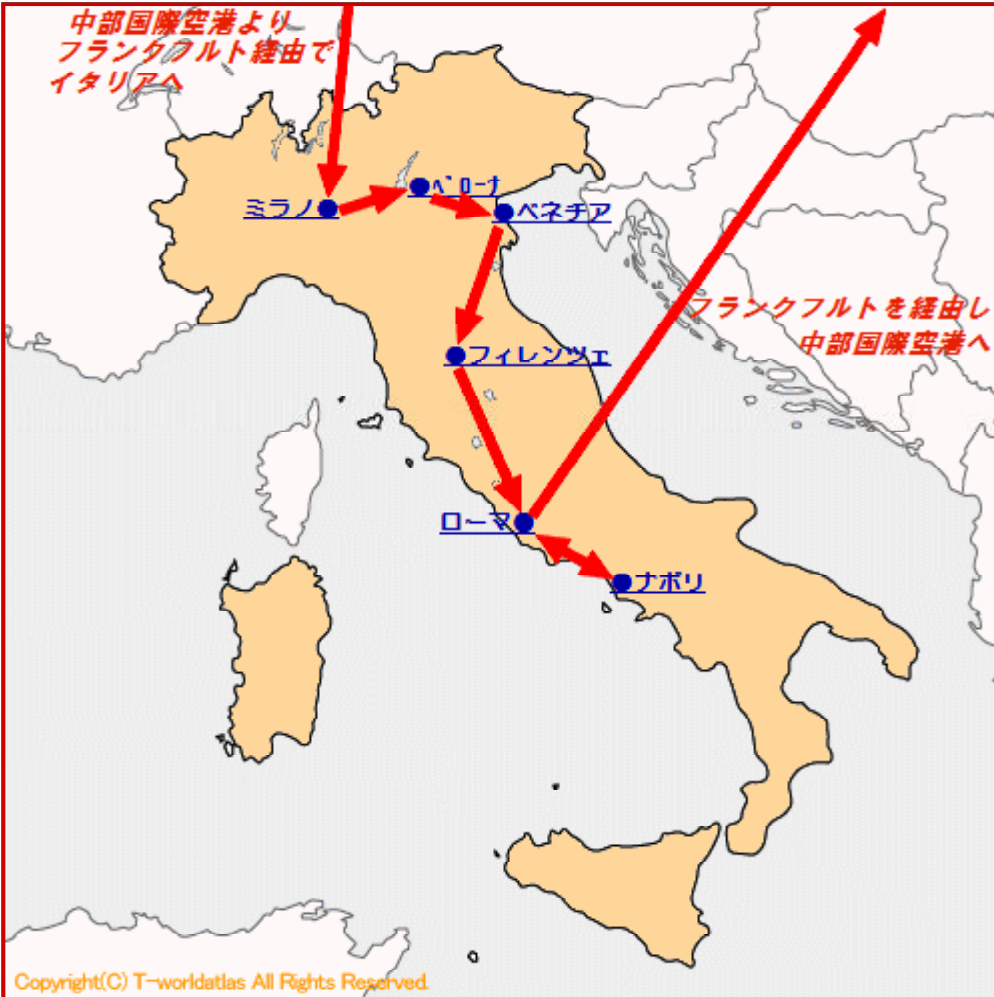 中部国際空港より
フランクフルト経由で
イタリアへ
ミラノ
ベローナ
ベネチア
フランクフルトを経由し
中部国際空港へ
フィレンツェ
ローマ
ナポリ
Copyright(C) T-worldatlas All Rights Reserved.